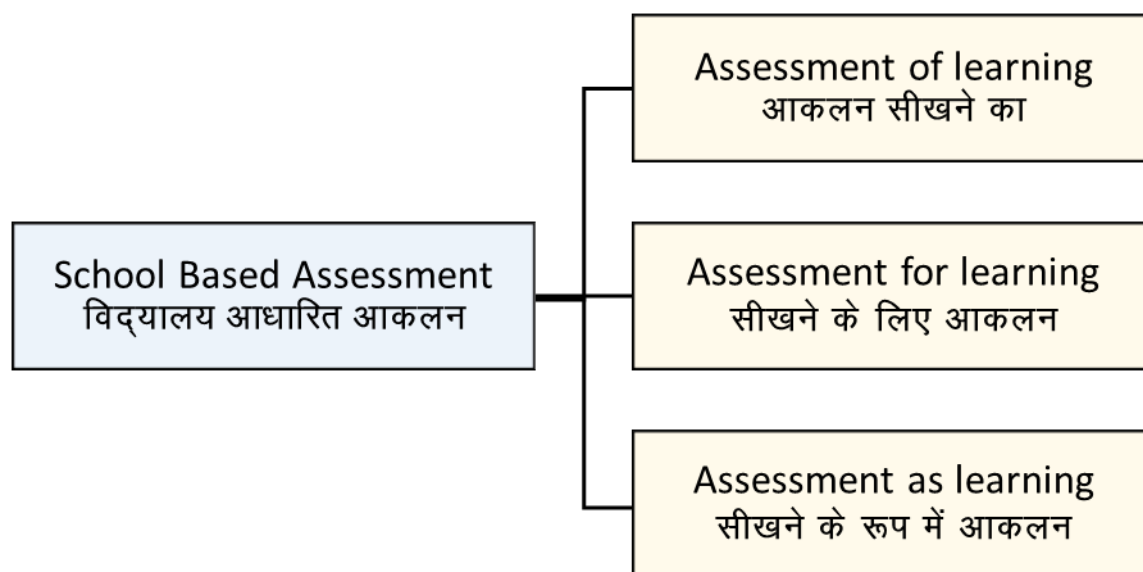 Assessment of learning
आकलन सीखने का
School Based Assessment
विद्यालय आधारित आकलन
Assessment for learning
सीखने के लिए आकलन
Assessment as learning
सीखने के रूप में आकलन